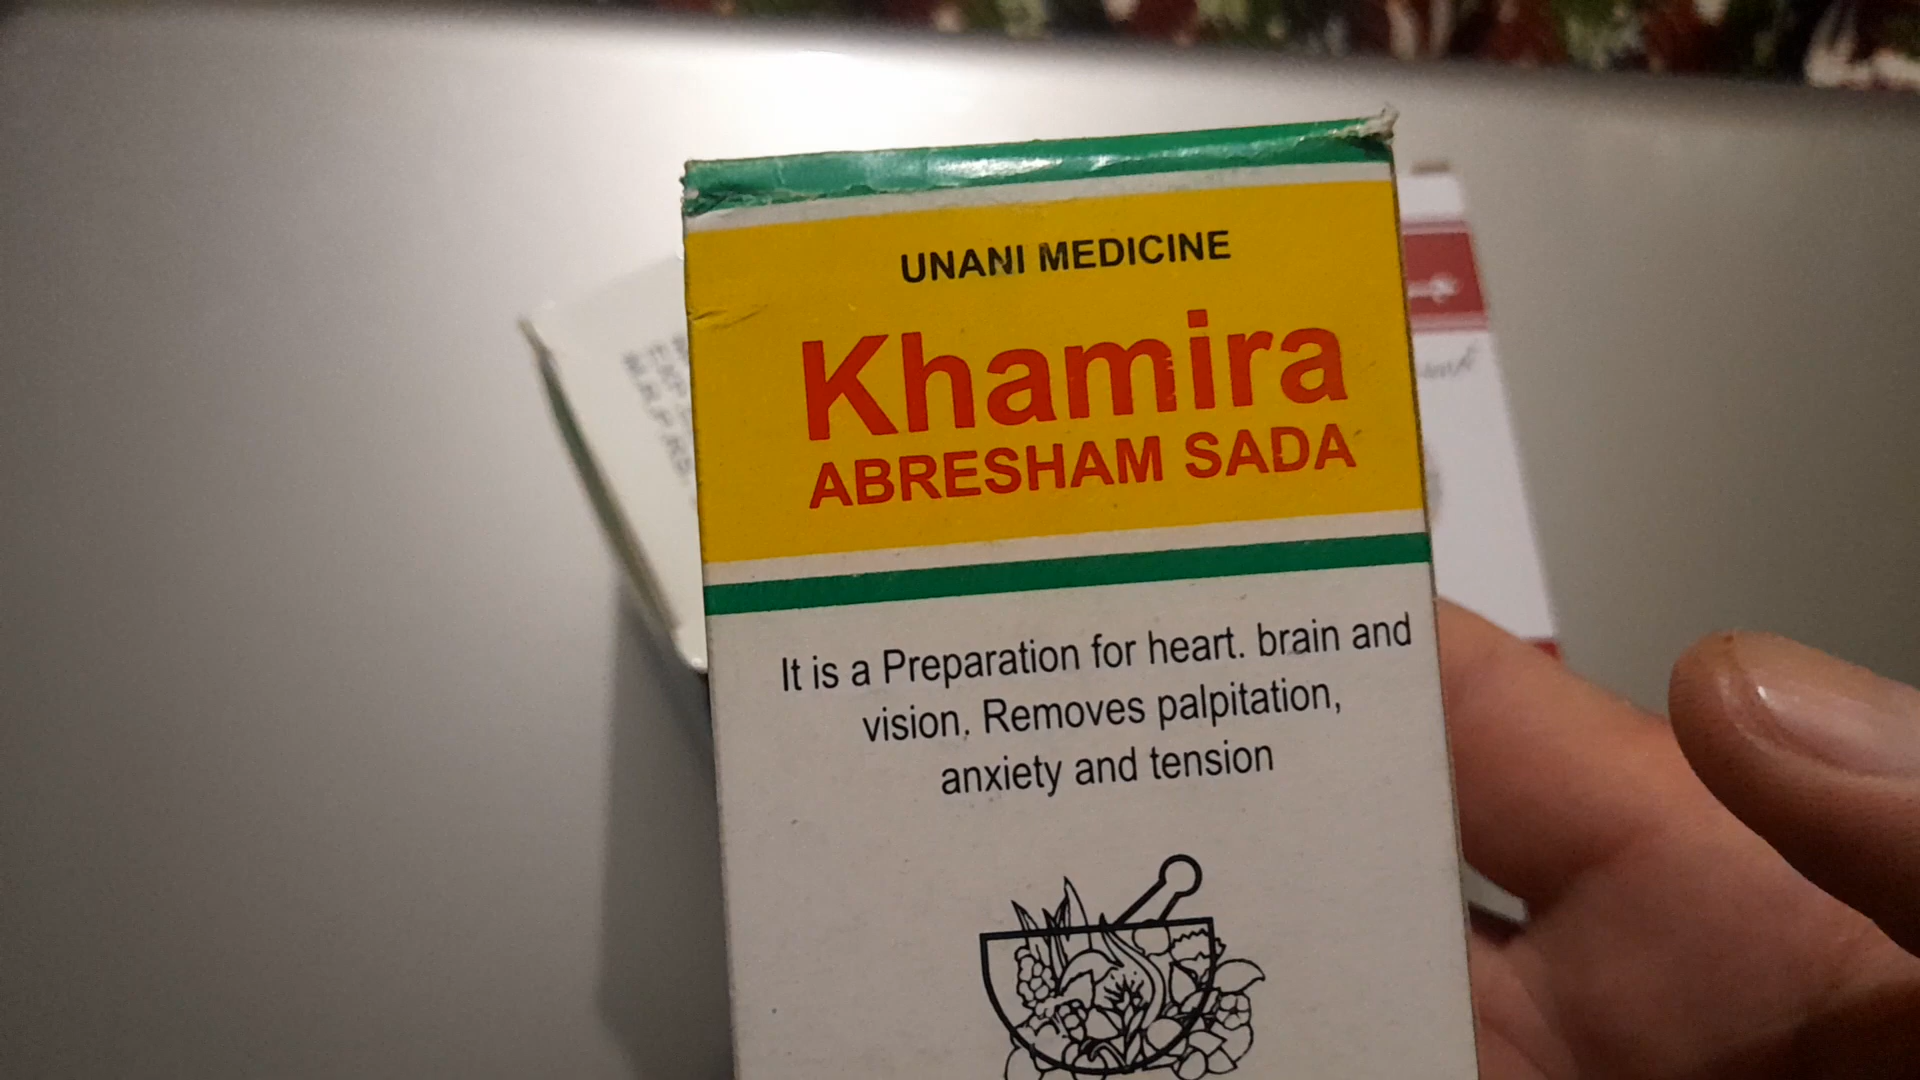 UNANI MEDICINE
Khamira
ABRESHAM SADA
It is a Preparation for heart. brain and
vision. Removes palpitation,
anxiety and tension